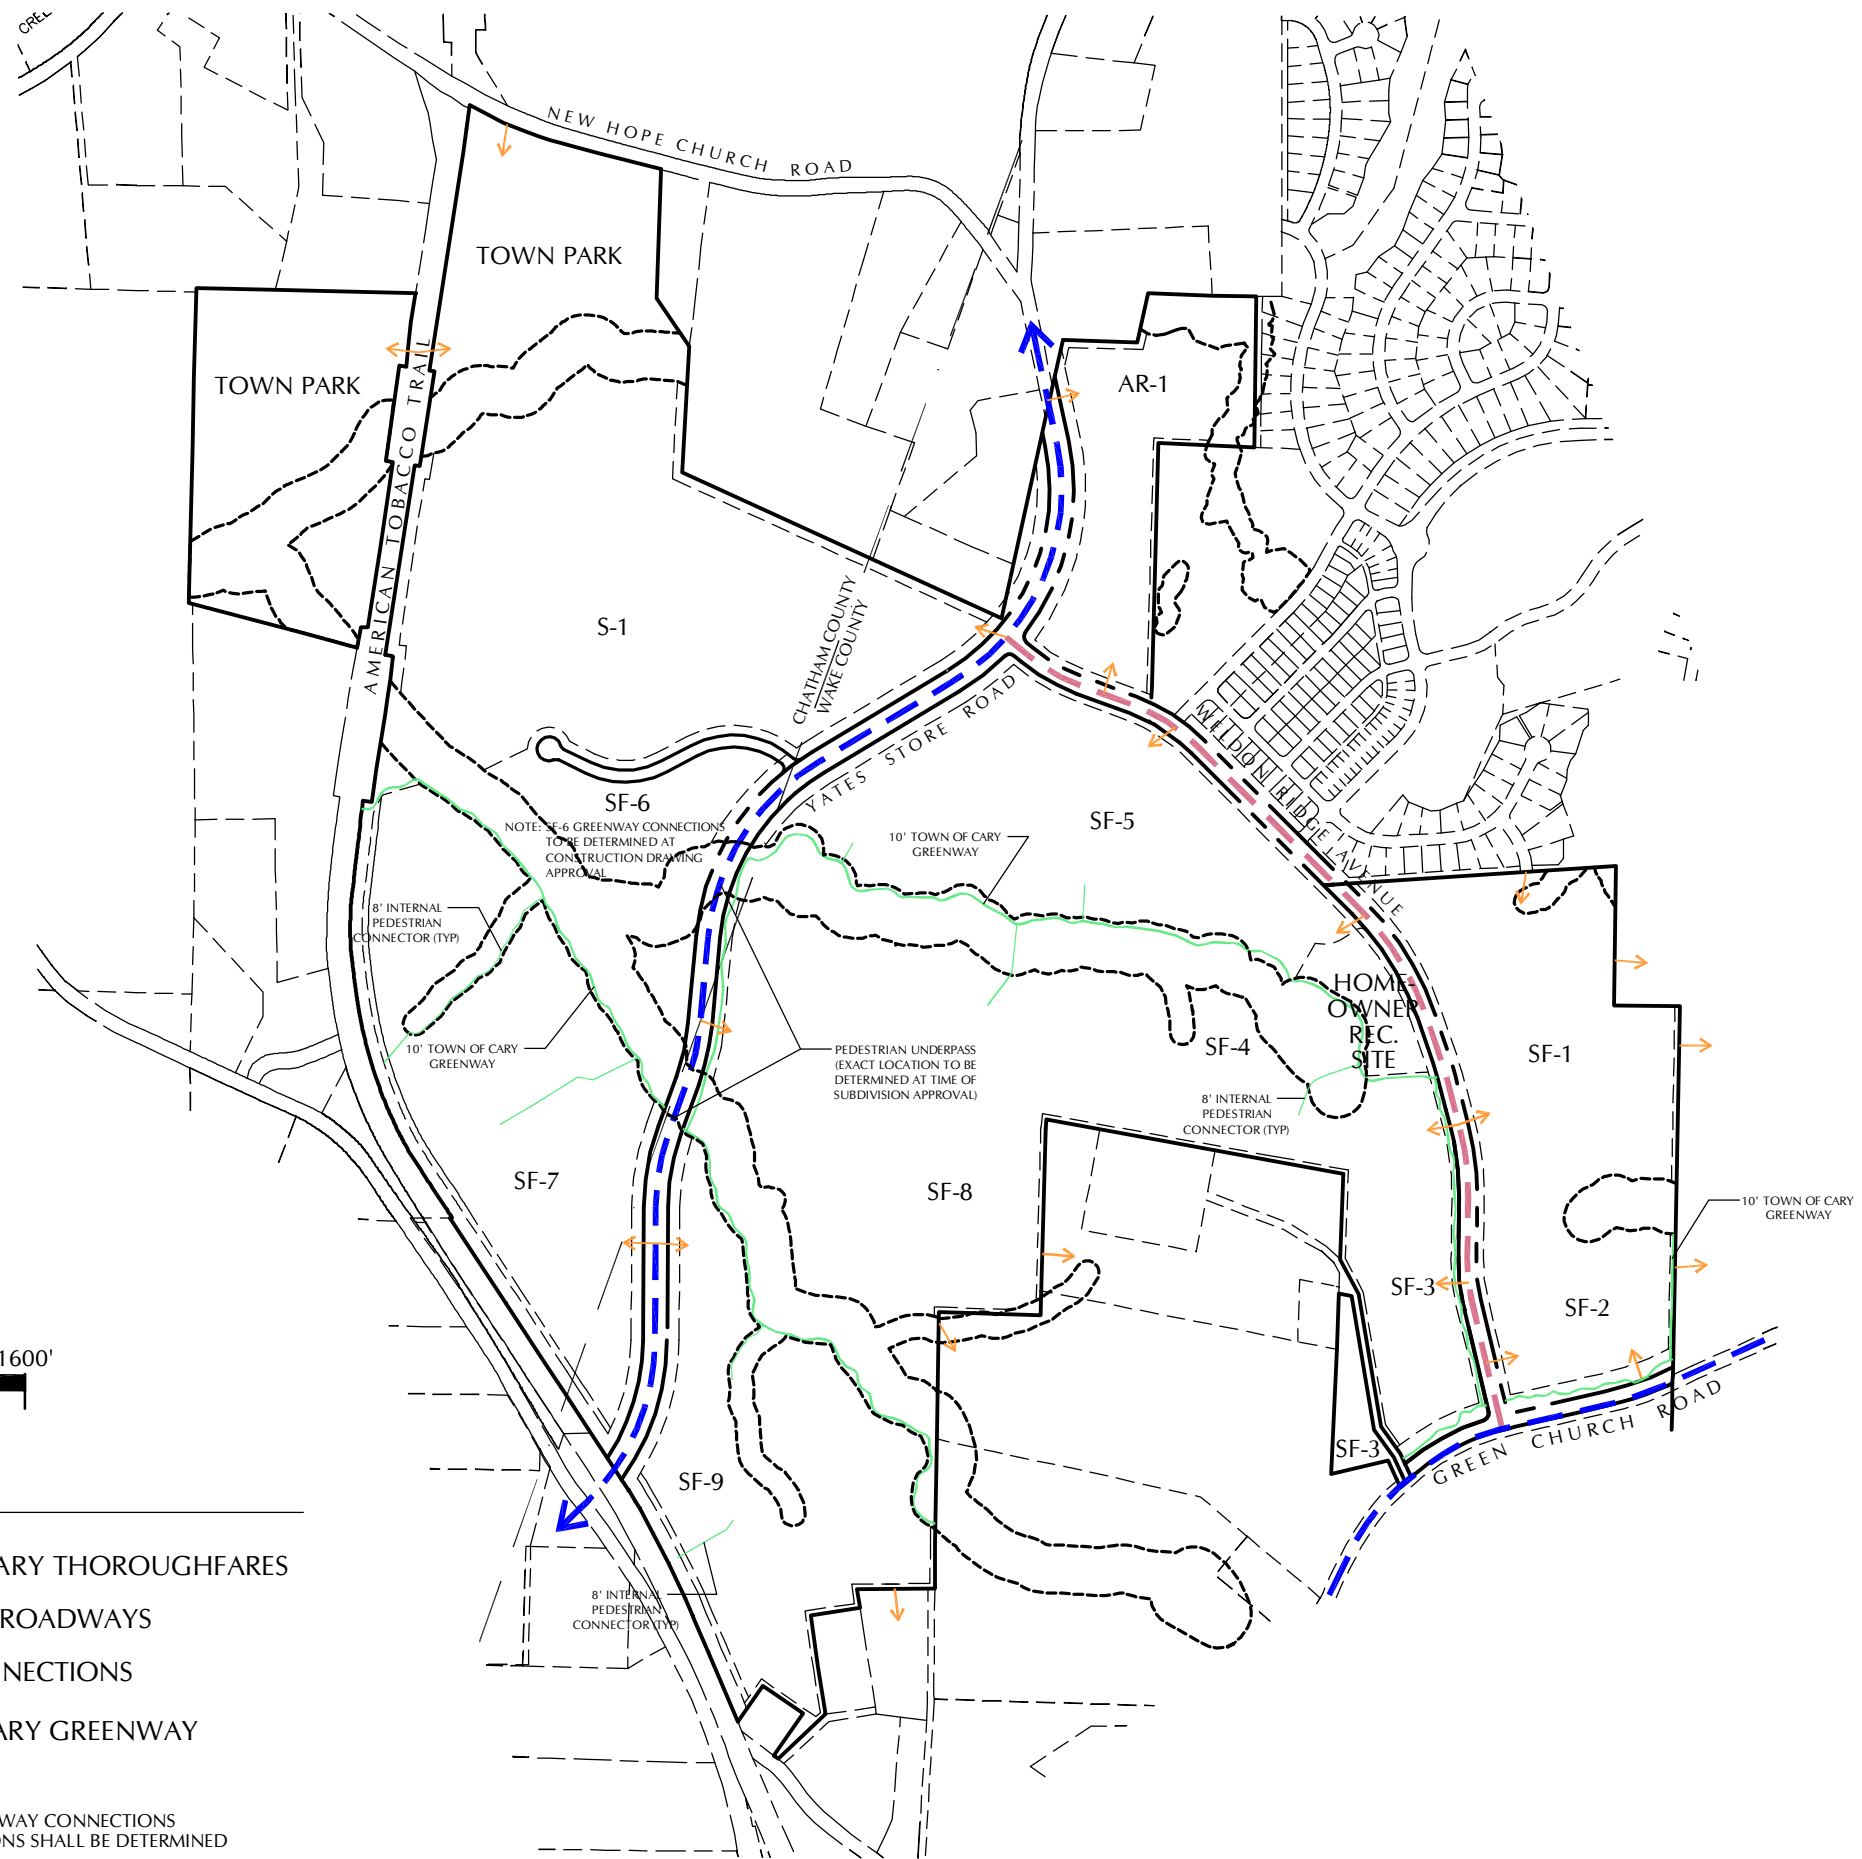 NEW HOPE CHURCH ROAD
TOWN PARK
TOWN PARK
AR-1
AMERICAN TOBACCO TRAIL
S-1
CHATHAM COUNTY
WAKE COUNTY
YATES STORE ROAD
WELDON RIDGE AVENUE
SF-6
NOTE: SF-6 GREENWAY CONNECTIONS
TO BE DETERMINED AT
CONSTRUCTION DRAWING
APPROVAL
SF-5
10' TOWN OF CARY
GREENWAY
8' INTERNAL
PEDESTRIAN
CONNECTOR (TYP)
HOME-
OWNER
REC.
SITE
SF-4
SF-1
10' TOWN OF CARY
GREENWAY
PEDESTRIAN UNDERPASS
(EXACT LOCATION TO BE
DETERMINED AT TIME OF
SUBDIVISION APPROVAL)
8' INTERNAL
PEDESTRIAN
CONNECTOR (TYP)
SF-7
SF-8
10' TOWN OF CARY
GREENWAY
SF-3
SF-2
1600'
SF-3
GREEN CHURCH ROAD
SF-9
8' INTERNAL
PEDESTRIAN
CONNECTOR (TYP)
ARY THOROUGHFARES
ROADWAYS
NECTIONS
ARY GREENWAY
WAY CONNECTIONS
ONS SHALL BE DETERMINED